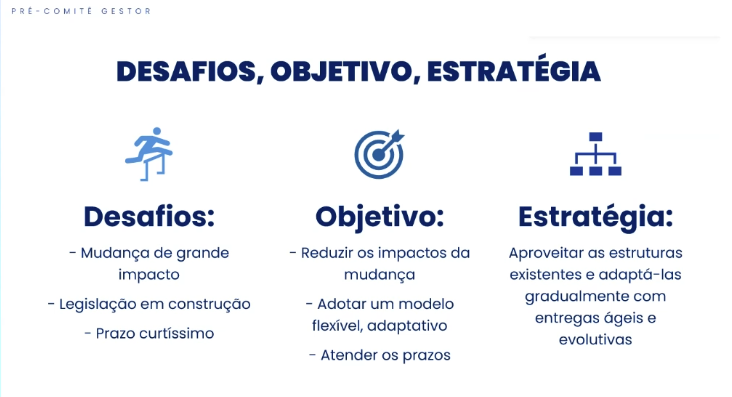 PRÉ-COMITÊ GESTOR
DESAFIOS, OBJETIVO, ESTRATÉGIA
Desafios:
- Mudança de grande
impacto
- Legislação em construção
- Prazo curtíssimo
Objetivo:
- Reduzir os impactos da
mudança
- Adotar um modelo
flexível, adaptativo
- Atender os prazos
Estratégia:
Aproveitar as estruturas
existentes e adaptá-las
gradualmente com
entregas ágeis e
evolutivas